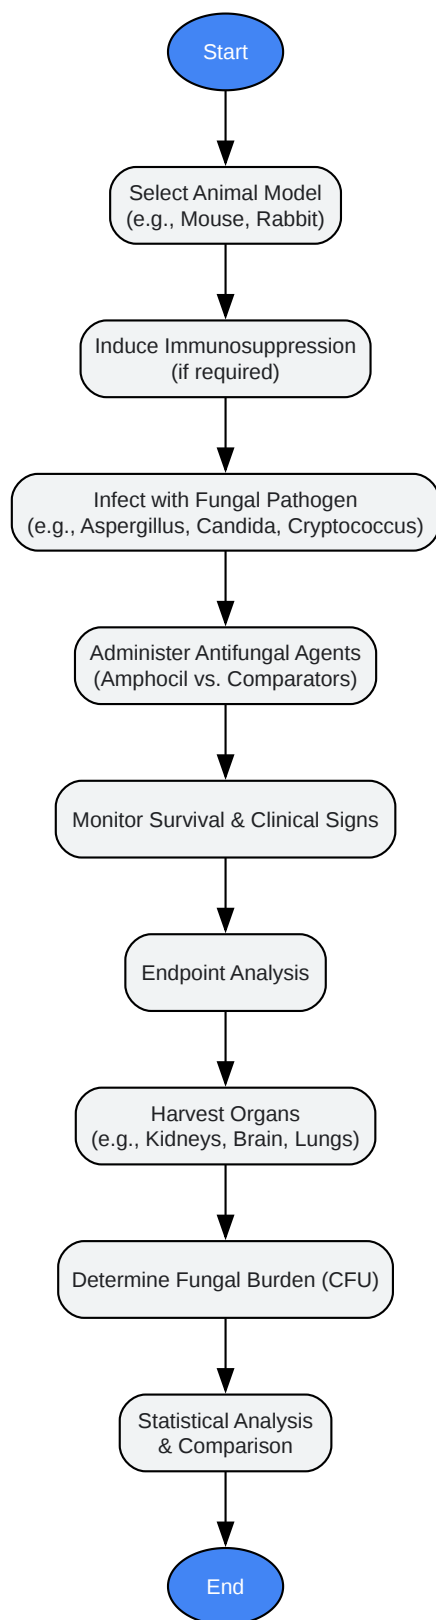 Start
Select Animal Model
(e.g., Mouse, Rabbit)
Induce Immunosuppression
(if required)
Infect with Fungal Pathogen
(e.g., Aspergillus, Candida, Cryptococcus)
Administer Antifungal Agents
(Amphocil vs. Comparators)
Monitor Survival & Clinical Signs
Endpoint Analysis
Harvest Organs
(e.g., Kidneys, Brain, Lungs)
Determine Fungal Burden (CFU)
Statistical Analysis
& Comparison
End